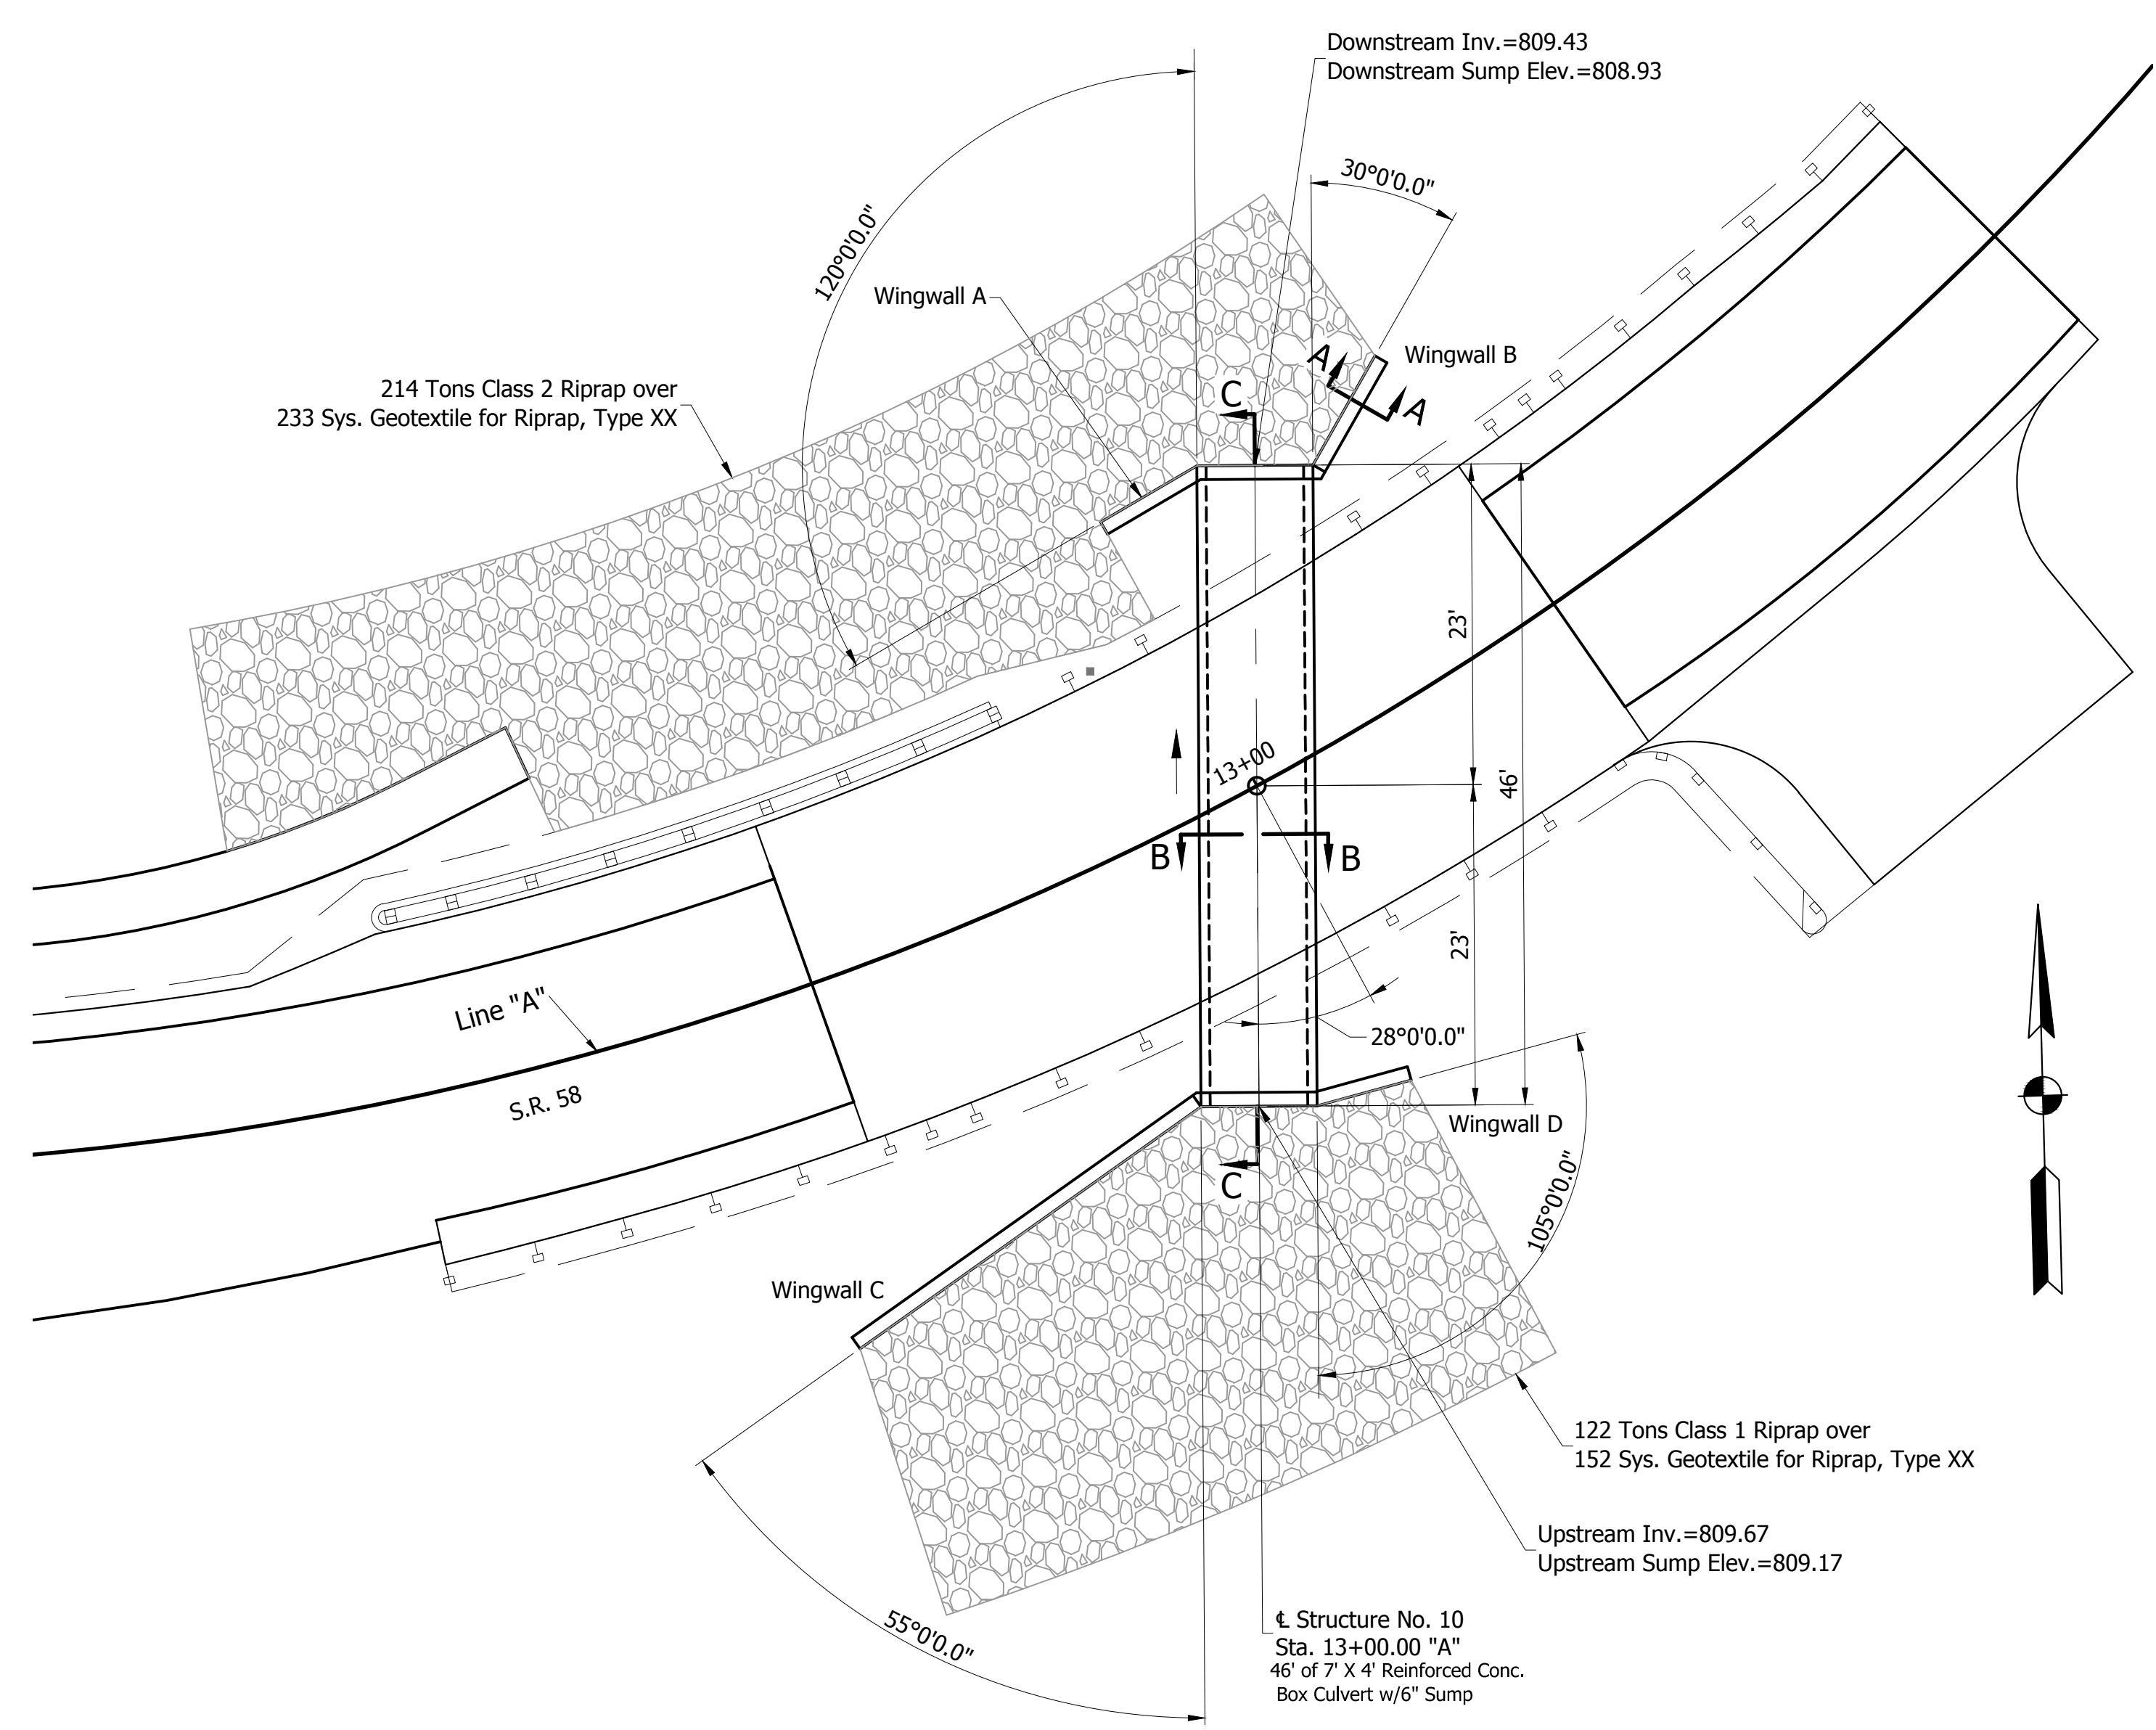 Downstream Inv.=809.43
Downstream Sump Elev.=808.93
30°0'0.0"
120°0'0.0"
Wingwall A
Wingwall B
A
A
C
214 Tons Class 2 Riprap over
233 Sys. Geotextile for Riprap, Type XX
23'
13+00
46'
B
B
23'
Line "A"
28°0'0.0"
S.R. 58
Wingwall D
C
105°0'0.0"
Wingwall C
122 Tons Class 1 Riprap over
152 Sys. Geotextile for Riprap, Type XX
Upstream Inv.=809.67
Upstream Sump Elev.=809.17
55°0'0.0"
℄ Structure No. 10
Sta. 13+00.00 "A"
46' of 7' X 4' Reinforced Conc.
Box Culvert w/6" Sump